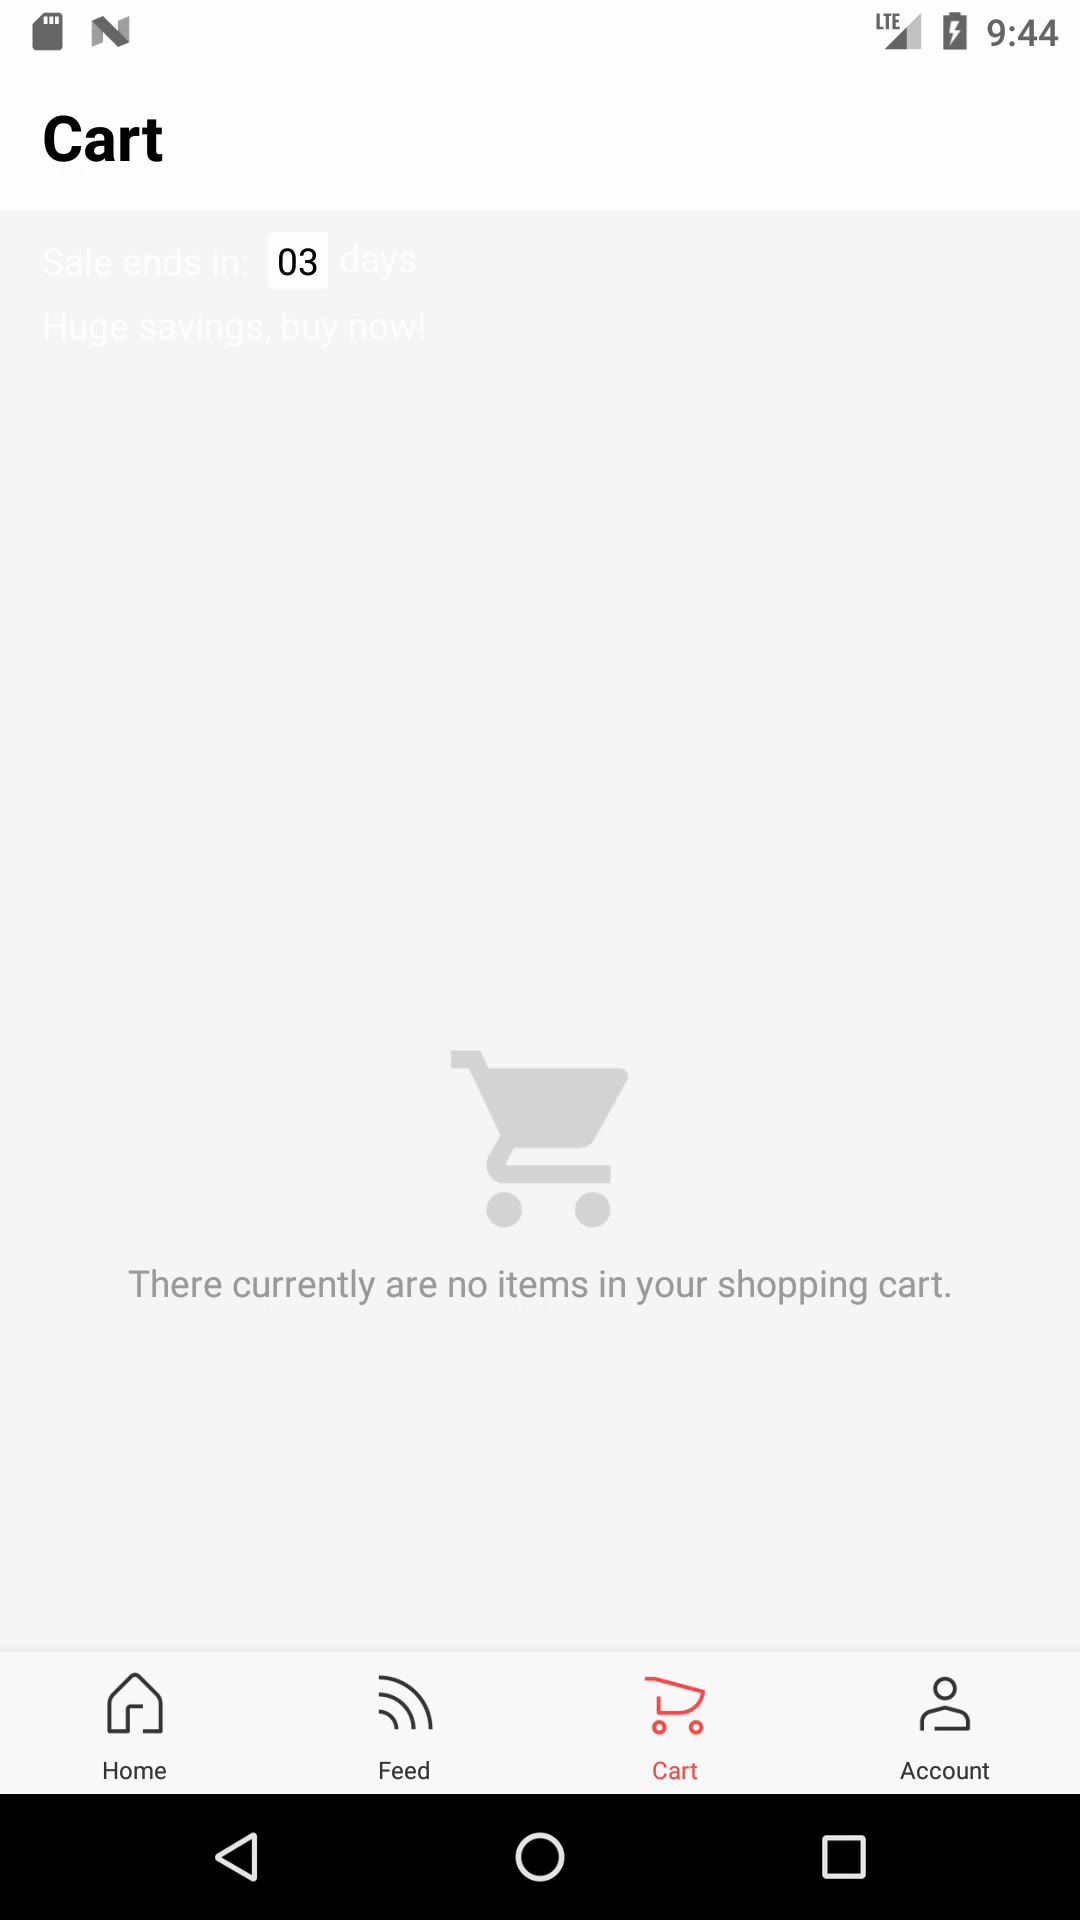 LTE 9:44
Cart
Sale ends in: 03 days
Huge savings, buy now!
There currently are no items in your shopping cart.
Home Feed Cart Account